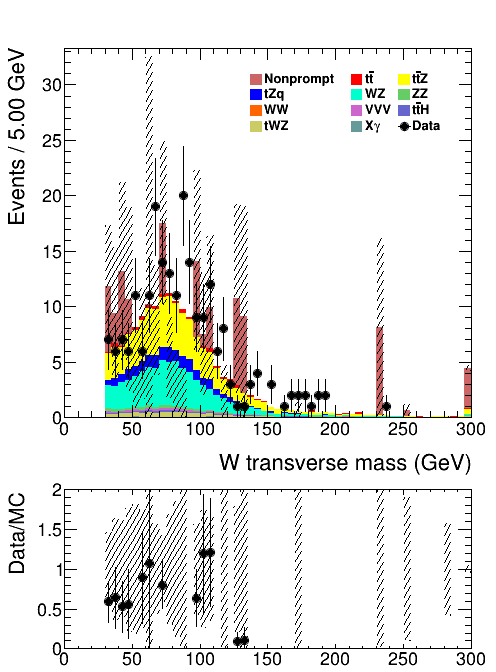 Events / 5.00 GeV
30
25
20
15
10
5
0
Nonprompt tt̄ tt̄Z
tZq WZ ZZ
WW VVV tt̄H
tWZ Xγ Data
0 50 100 150 200 250 300
W transverse mass (GeV)
Data/MC
2
1.5
1
0.5
0
0 50 100 150 200 250 300